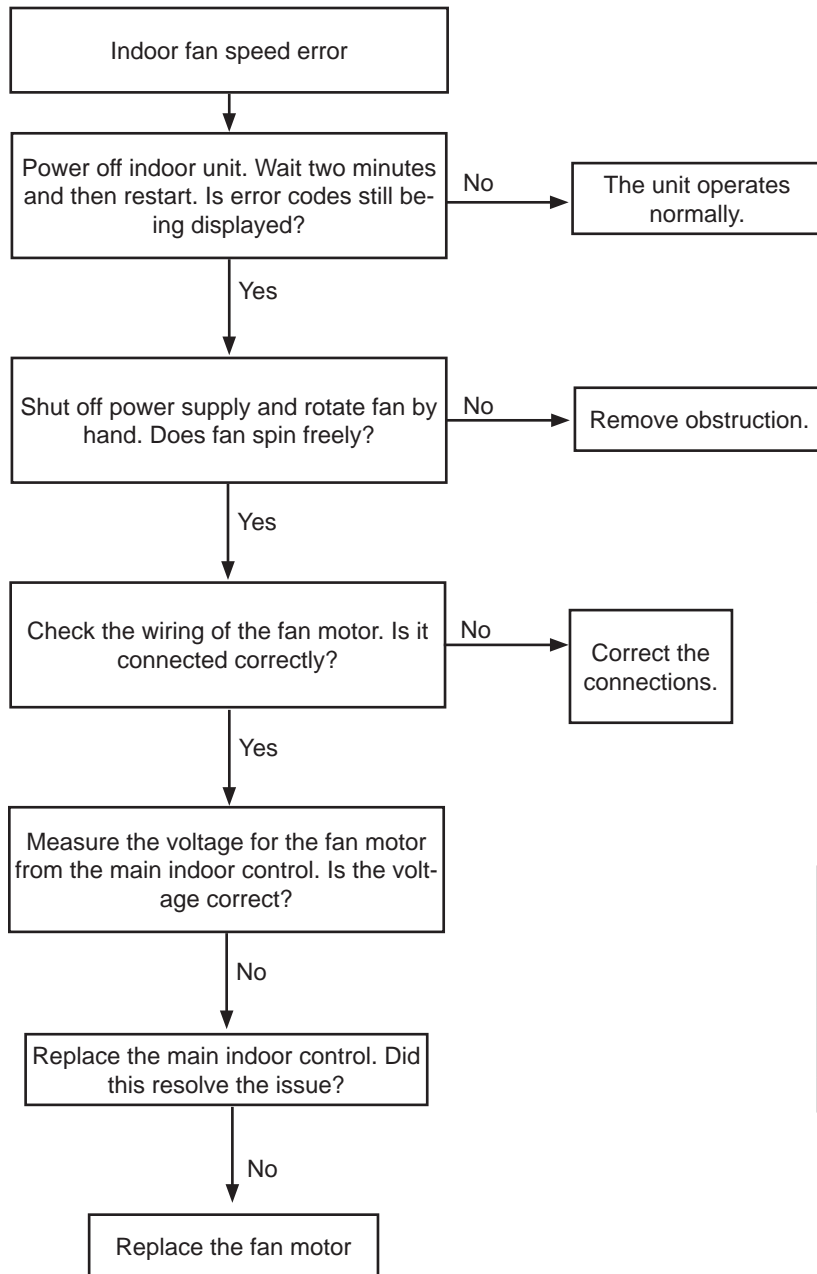 Indoor fan speed error
Power off indoor unit. Wait two minutes
and then restart. Is error codes still be-
ing displayed?
No
The unit operates
normally.
Yes
Shut off power supply and rotate fan by
hand. Does fan spin freely?
No
Remove obstruction.
Yes
Check the wiring of the fan motor. Is it
connected correctly?
No
Correct the
connections.
Yes
Measure the voltage for the fan motor
from the main indoor control. Is the volt-
age correct?
No
Replace the main indoor control. Did
this resolve the issue?
No
Replace the fan motor